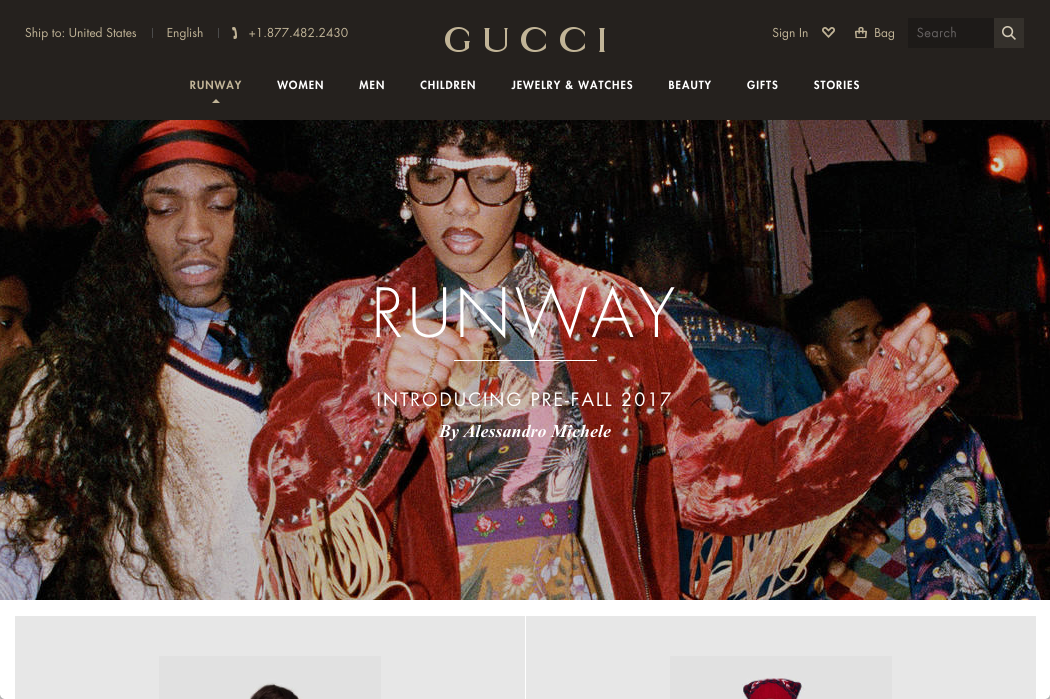 Ship to: United States
English
+1.877.482.2430
GUCCI
Sign In
Bag
Search
RUNWAY
WOMEN
MEN
CHILDREN
JEWELRY & WATCHES
BEAUTY
GIFTS
STORIES
RUNWAY
INTRODUCING PRE-FALL 2017
By Alessandro Michele